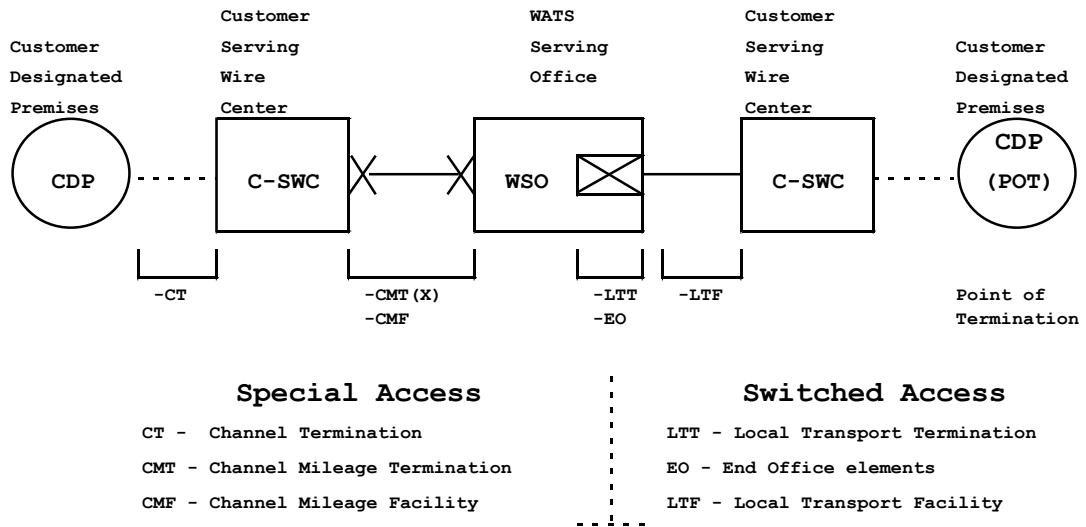 Customer
Designated
Premises
Customer
Serving
Wire
Center
WATS
Serving
Office
Customer
Serving
Wire
Center
Customer
Designated
Premises
CDP
C-SWC
WSO
C-SWC
CDP
(POT)
-CT
-CMT(X)
-CMF
-LTT
-EO
-LTF
Point of
Termination
Special Access
CT - Channel Termination
CMT - Channel Mileage Termination
CMF - Channel Mileage Facility
Switched Access
LTT - Local Transport Termination
EO - End Office elements
LTF - Local Transport Facility